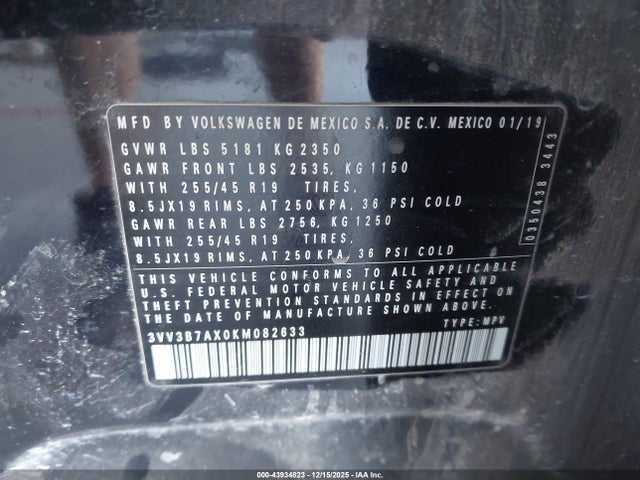 MFD BY VOLKSWAGEN DE MEXICO S.A. DE C.V. MEXICO 01/19
GVWR LBS 5181 KG 2350
GAWR FRONT LBS 2535, KG 1150
WITH 255/45 R19 TIRES,
8.5JX19 RIMS, AT 250 KPA, 36 PSI COLD
GAWR REAR LBS 2756, KG 1250
WITH 255/45 R19 TIRES,
8.5JX19 RIMS, AT 250 KPA, 36 PSI COLD
THIS VEHICLE CONFORMS TO ALL APPLICABLE
U.S. FEDERAL MOTOR VEHICLE SAFETY AND
THEFT PREVENTION STANDARDS IN EFFECT ON
THE DATE OF MANUFACTURE SHOWN ABOVE.
3VV3B7AX0KM082633 TYPE: MPV
0350438 3443
000-43934823 - 12/15/2025 - IAA Inc.